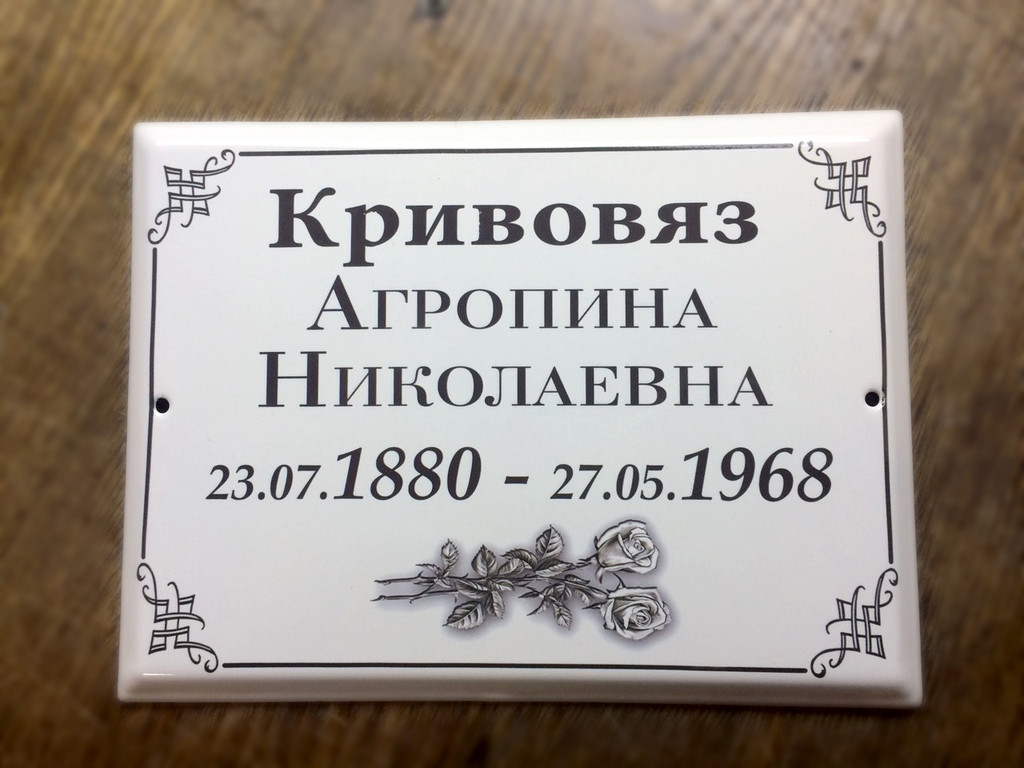 Кривовяз
Агропина
Николаевна
23.07.1880 - 27.05.1968